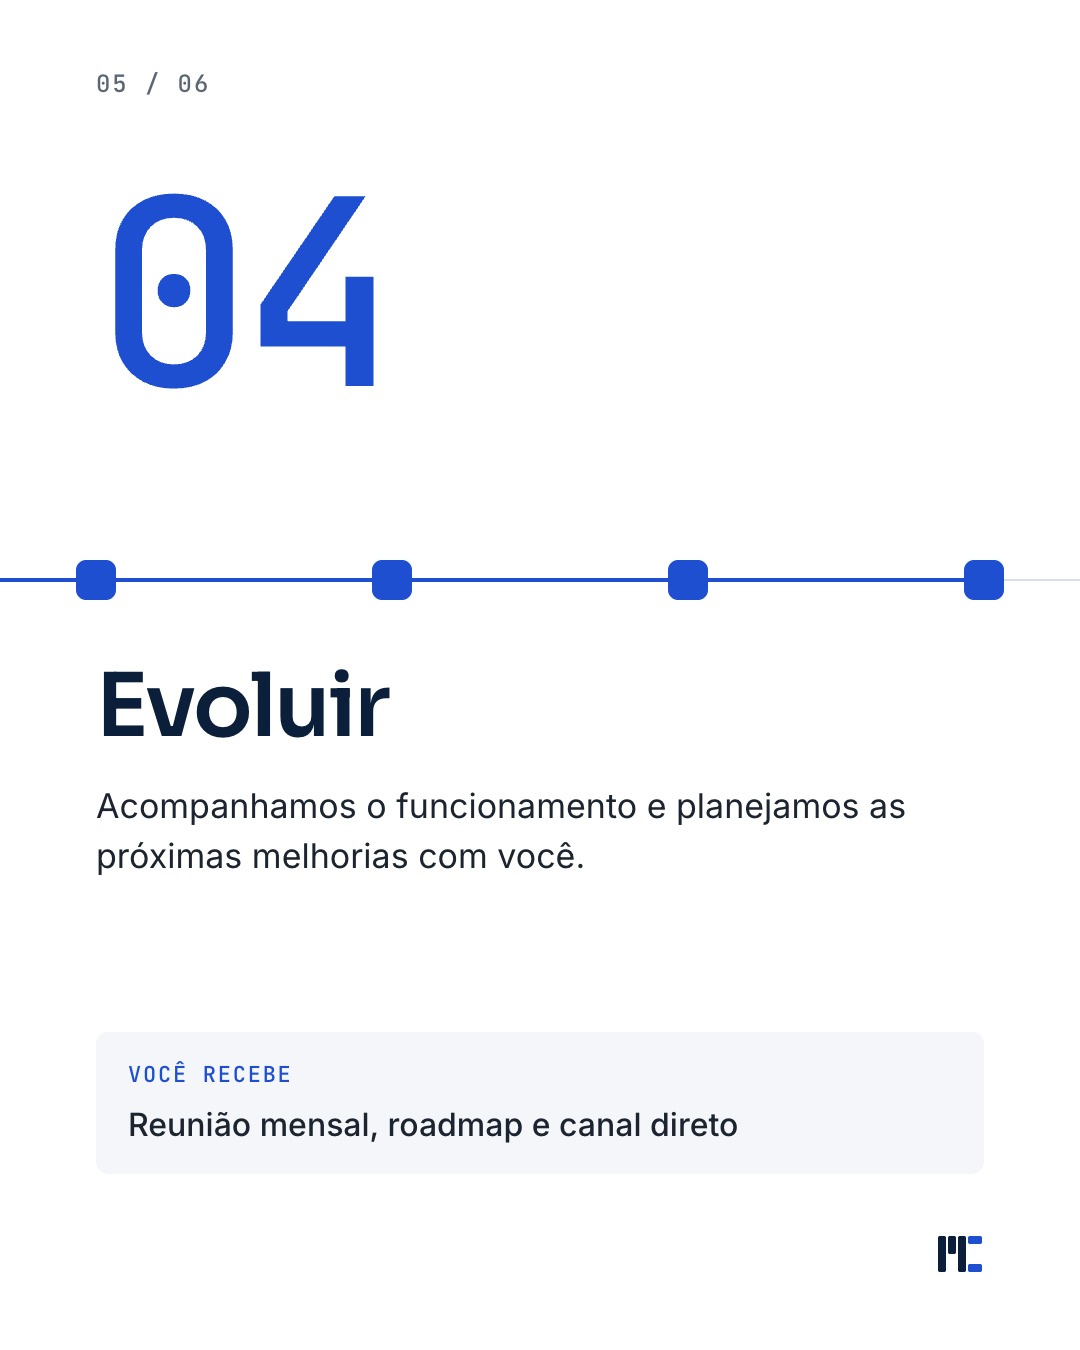 05 / 06
04
Evoluir
Acompanhamos o funcionamento e planejamos as
próximas melhorias com você.
VOCÊ RECEBE
Reunião mensal, roadmap e canal direto
MC